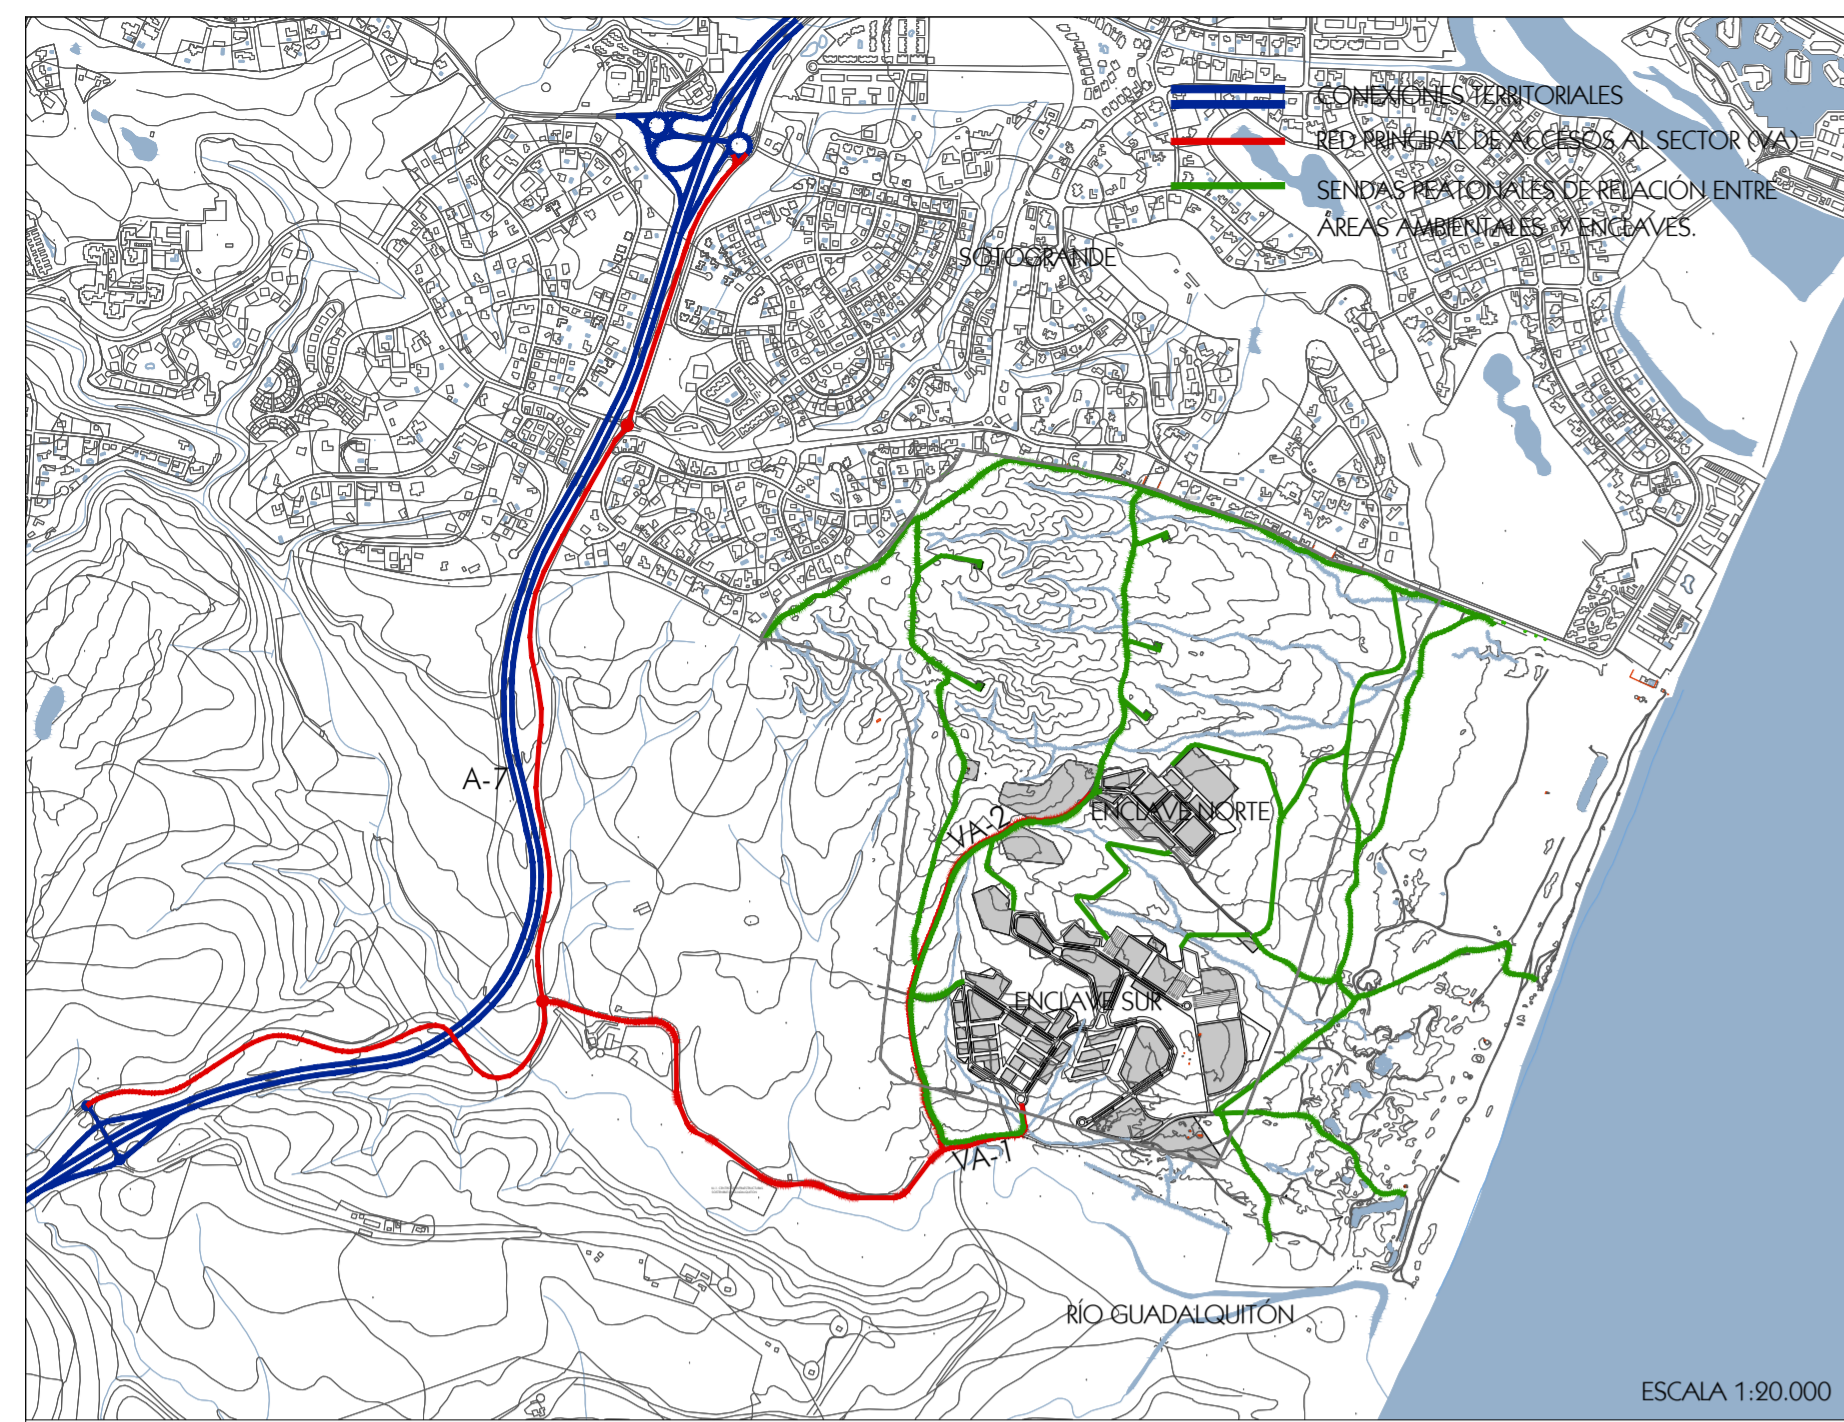 CONEXIONES TERRITORIALES
RED PRINCIPAL DE ACCESOS AL SECTOR (VA)
SENDAS PEATONALES DE RELACIÓN ENTRE
ÁREAS AMBIENTALES Y ENCLAVES.
SOTOGRANDE
A-7
VA-2
ENCLAVE NORTE
ENCLAVE SUR
VA-1
RÍO GUADALQUITÓN
ESCALA 1:20.000